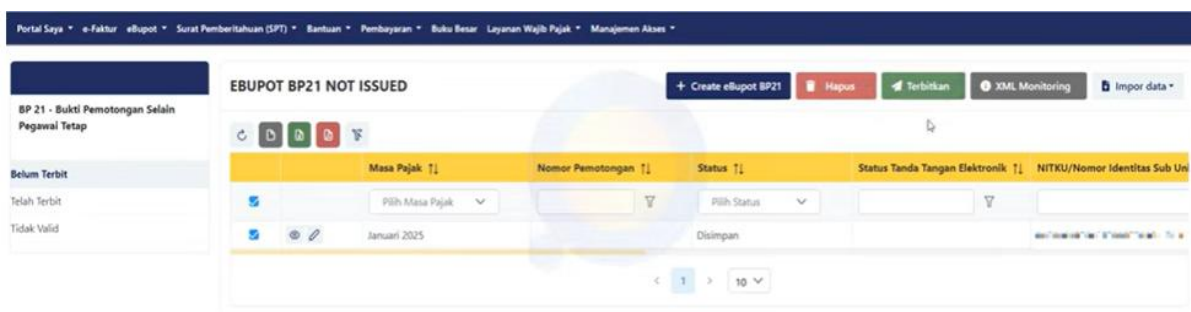 Portal Saya e-Faktur eBupot Surat Pemberitahuan (SPT) Bantuan Pembayaran Buku Besar Layanan Wajib Pajak Manajemen Akses
BP 21 - Bukti Pemotongan Selain
Pegawai Tetap
Belum Terbit
Telah Terbit
Tidak Valid
EBUPOT BP21 NOT ISSUED
+ Create eBupot BP21 Hapus Terbitkan XML Monitoring Impor data
Masa Pajak Nomor Pemotongan Status Status Tanda Tangan Elektronik NITKU/Nomor Identitas Sub Uni
Pilih Masa Pajak Pilih Status
Januari 2025 Disimpan
< 1 > 10